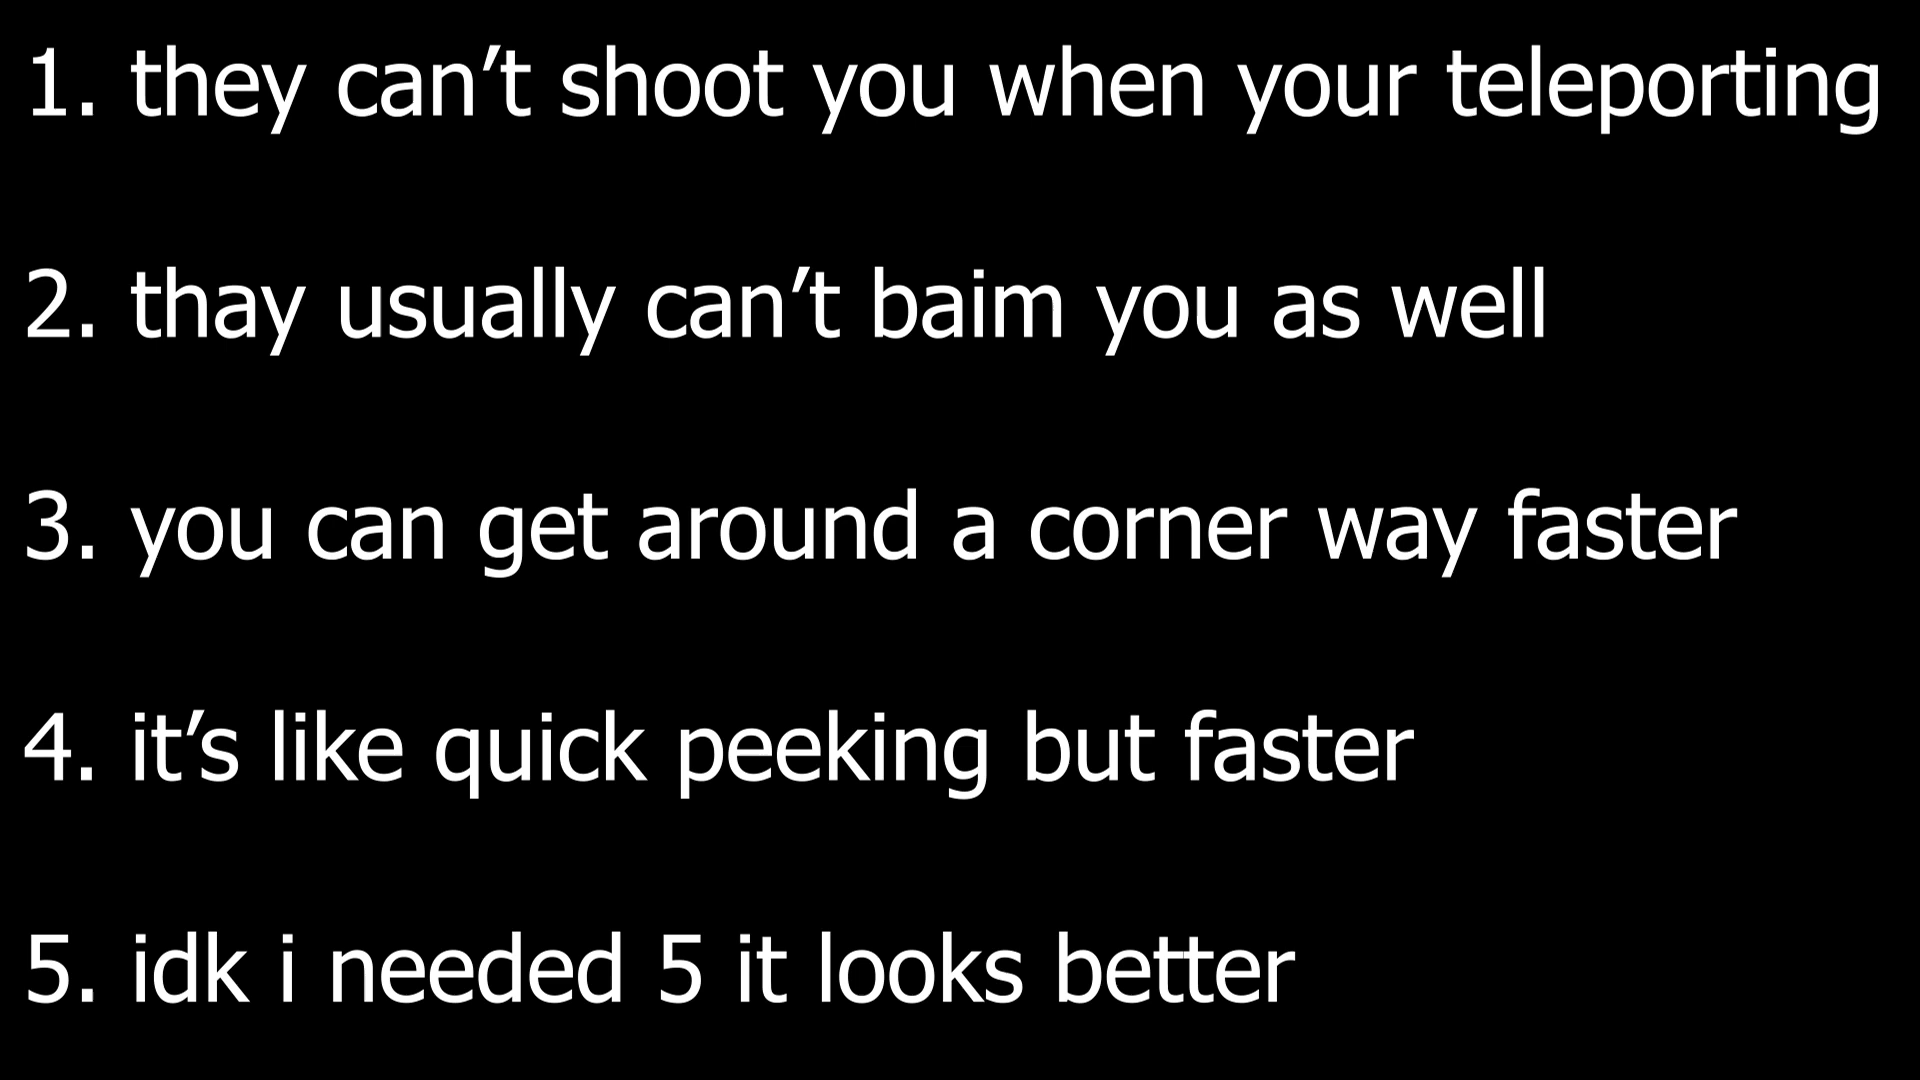 1. they can’t shoot you when your teleporting
2. thay usually can’t baim you as well
3. you can get around a corner way faster
4. it’s like quick peeking but faster
5. idk i needed 5 it looks better